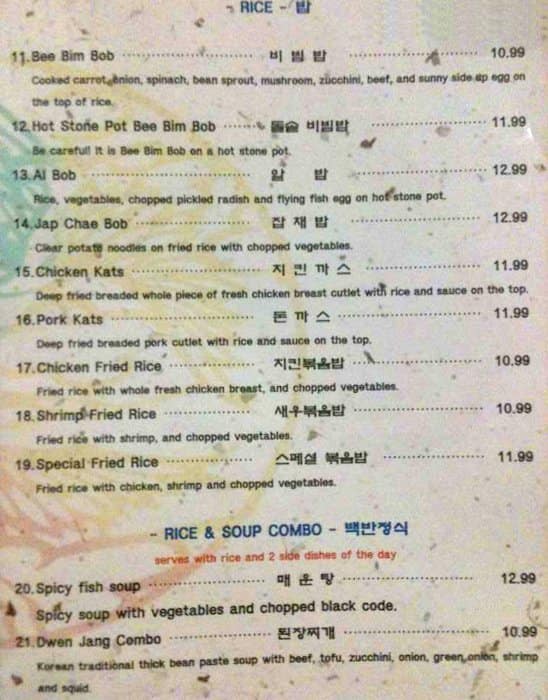 RICE - 밥
11. Bee Bim Bob 비 빔 밥 10.99
Cooked carrot, onion, spinach, bean sprout, mushroom, zucchini, beef, and sunny side up egg on
the top of rice.
12. Hot Stone Pot Bee Bim Bob 돌솥 비빔밥 11.99
Be careful! It is Bee Bim Bob on a hot stone pot.
13. Al Bob 알 밥 12.99
Rice, vegetables, chopped pickled radish and flying fish egg on hot stone pot.
14. Jap Chae Bob 잡 채 밥 12.99
Clear potato noodles on fried rice with chopped vegetables.
15. Chicken Kats 치 킨 까 스 11.99
Deep fried breaded whole piece of fresh chicken breast cutlet with rice and sauce on the top.
16. Pork Kats 돈 까 스 11.99
Deep fried breaded pork cutlet with rice and sauce on the top.
17. Chicken Fried Rice 치킨볶음밥 10.99
Fried rice with whole fresh chicken breast, and chopped vegetables.
18. Shrimp Fried Rice 새우볶음밥 10.99
Fried rice with shrimp, and chopped vegetables.
19. Special Fried Rice 스페셜 볶음밥 11.99
Fried rice with chicken, shrimp and chopped vegetables.
- RICE & SOUP COMBO - 백반정식
serves with rice and 2 side dishes of the day
20. Spicy fish soup 매 운 탕 12.99
Spicy soup with vegetables and chopped black code.
21. Dwen Jang Combo 된장찌개 10.99
Korean traditional thick bean paste soup with beef, tofu, zucchini, onion, green onion, shrimp
and squid.